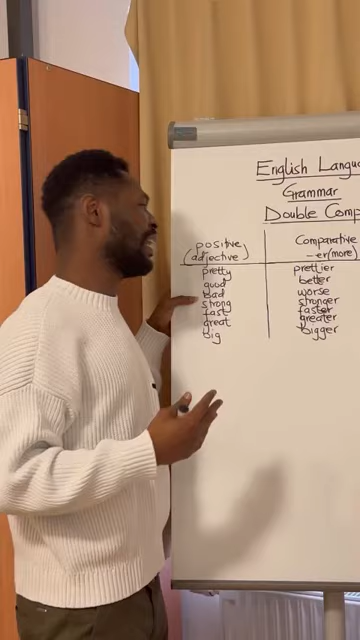 English Langua
Grammar
Double Comp
positive Comparative
(adjective) -er(more)
pretty prettier
good better
bad worse
strong stronger
fast faster
great greater
big bigger